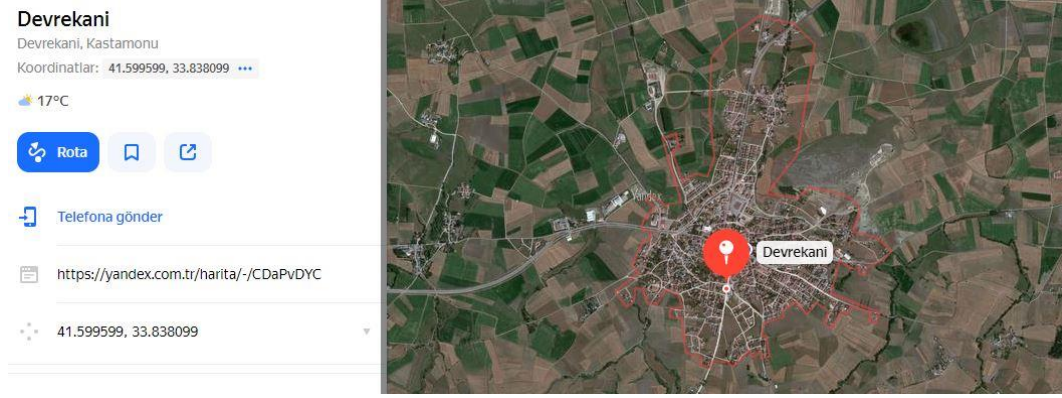 Devrekani
Devrekani, Kastamonu
Koordinatlar: 41.599599, 33.838099 •••
17°C
Rota
Telefona gönder
https://yandex.com.tr/harita/-/CDaPvDYC
41.599599, 33.838099
Yandex
Devrekani